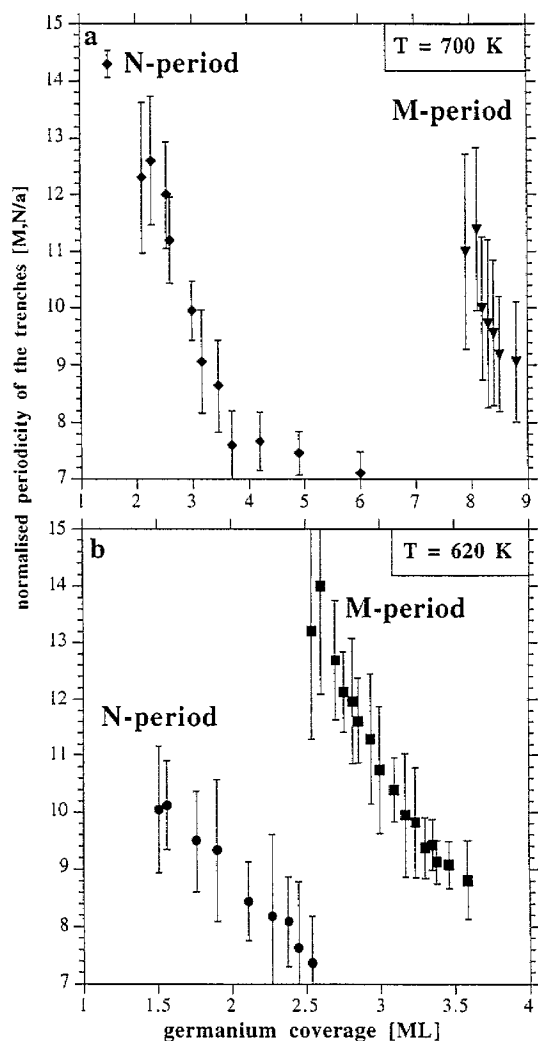 normalised periodicity of the trenches [M,N/a]
a
T = 700 K
N-period
M-period
15
14
13
12
11
10
9
8
7
1 2 3 4 5 6 7 8 9
b
T = 620 K
M-period
N-period
15
14
13
12
11
10
9
8
7
1 1.5 2 2.5 3 3.5 4
germanium coverage [ML]